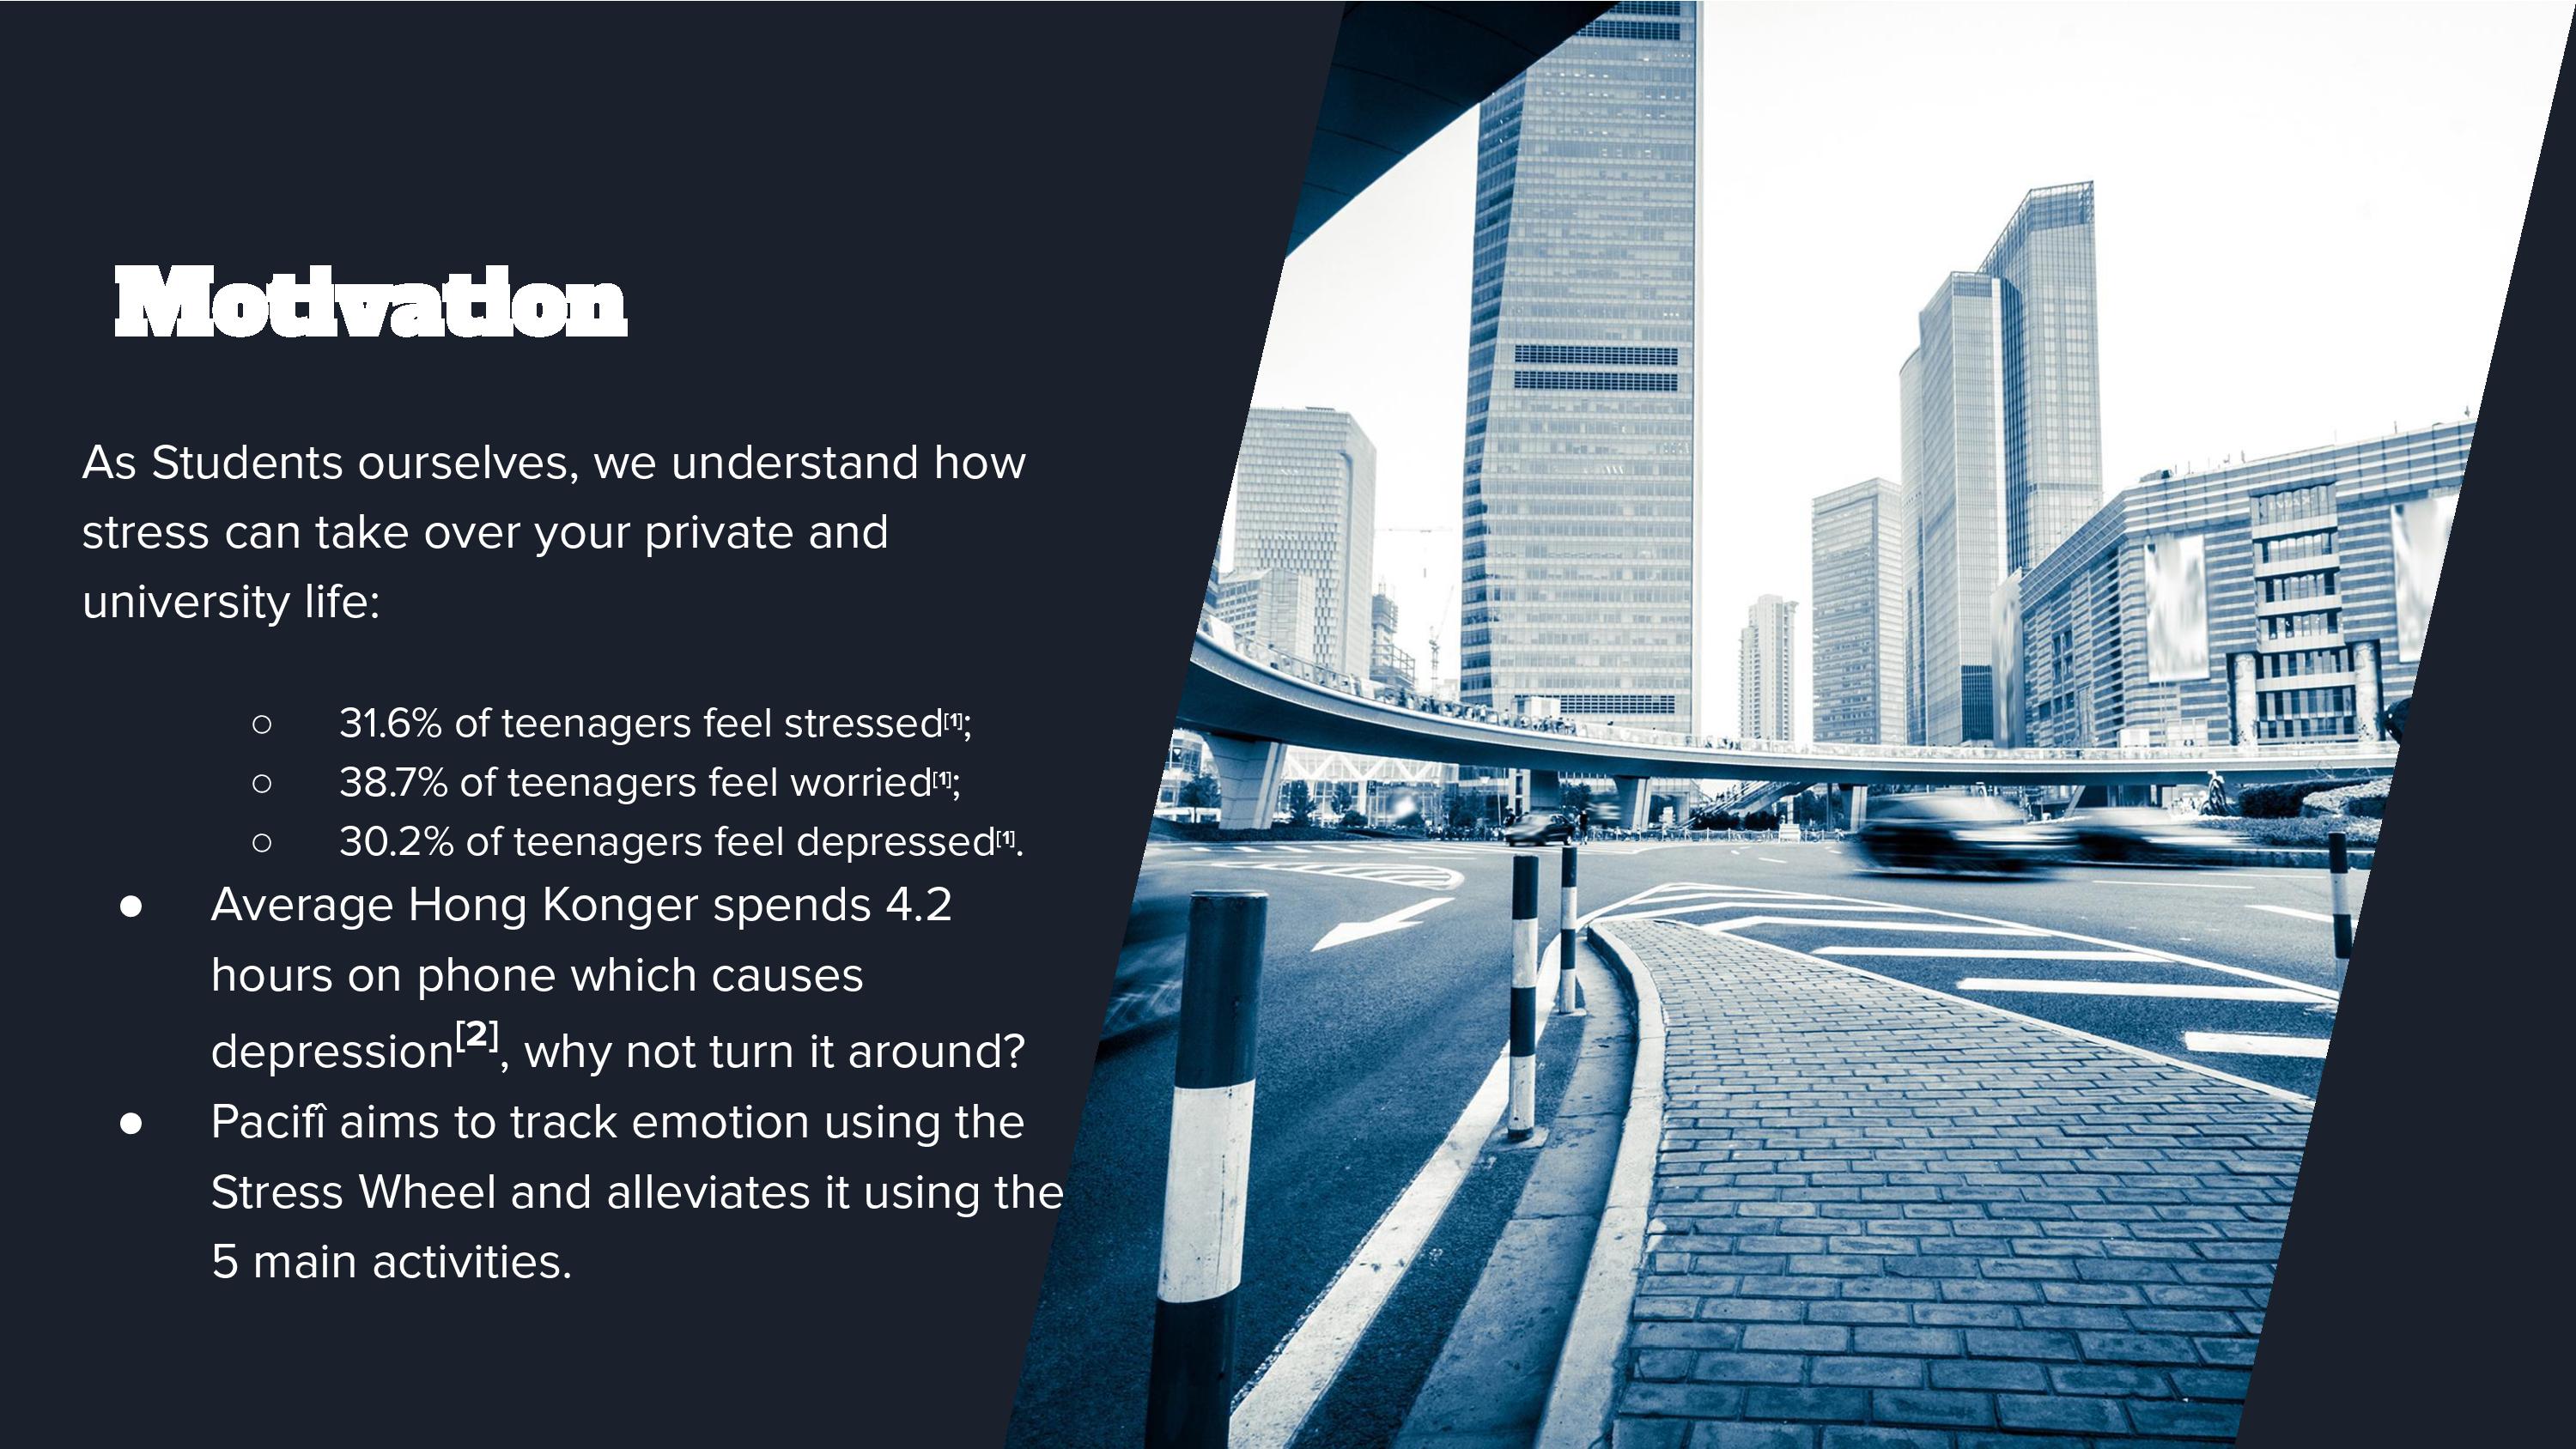 Motivation
As Students ourselves, we understand how
stress can take over your private and
university life:
○ 31.6% of teenagers feel stressed[1];
○ 38.7% of teenagers feel worried[1];
○ 30.2% of teenagers feel depressed[1].
● Average Hong Konger spends 4.2
hours on phone which causes
depression[2], why not turn it around?
● Pacifî aims to track emotion using the
Stress Wheel and alleviates it using the
5 main activities.